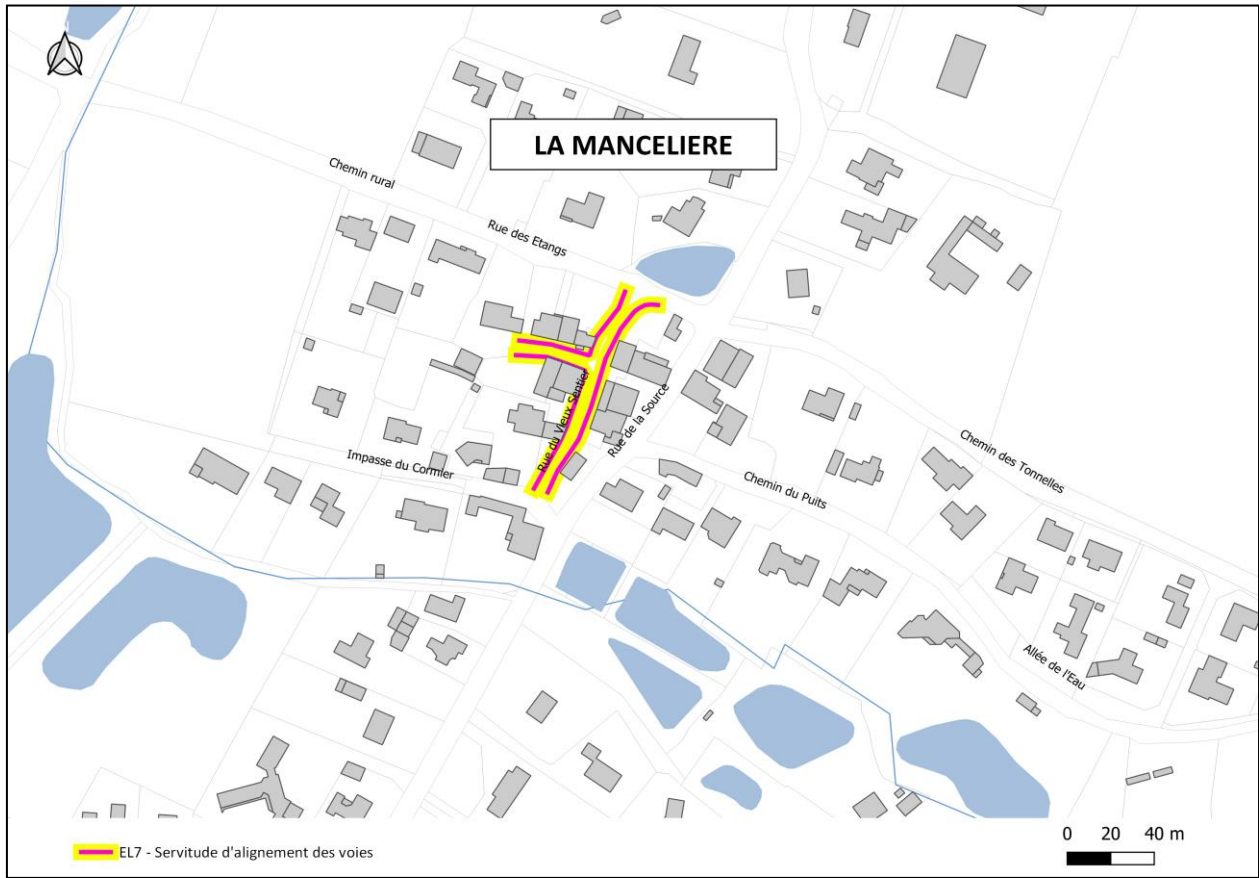 LA MANCELIERE
Chemin rural
Rue des Etangs
Rue du Vieux Sentier
Rue de la Source
Impasse du Cormier
Chemin des Tonnelles
Chemin du Puits
Allée de l'Eau
EL7 - Servitude d'alignement des voies
0 20 40 m